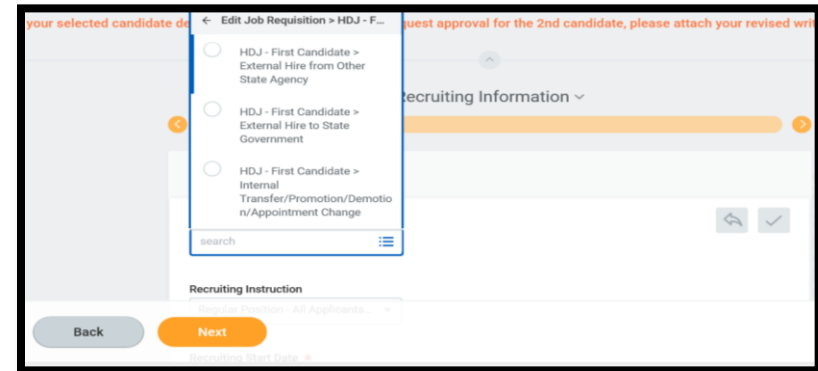 your selected candidate de
← Edit Job Requisition > HDJ - F...
quest approval for the 2nd candidate, please attach your revised writ
HDJ - First Candidate >
External Hire from Other
State Agency
Recruiting Information
HDJ - First Candidate >
External Hire to State
Government
HDJ - First Candidate >
Internal
Transfer/Promotion/Demotio
n/Appointment Change
search
Recruiting Instruction
Regular Position - All Applicants...
Back
Next
Recruiting Start Date *